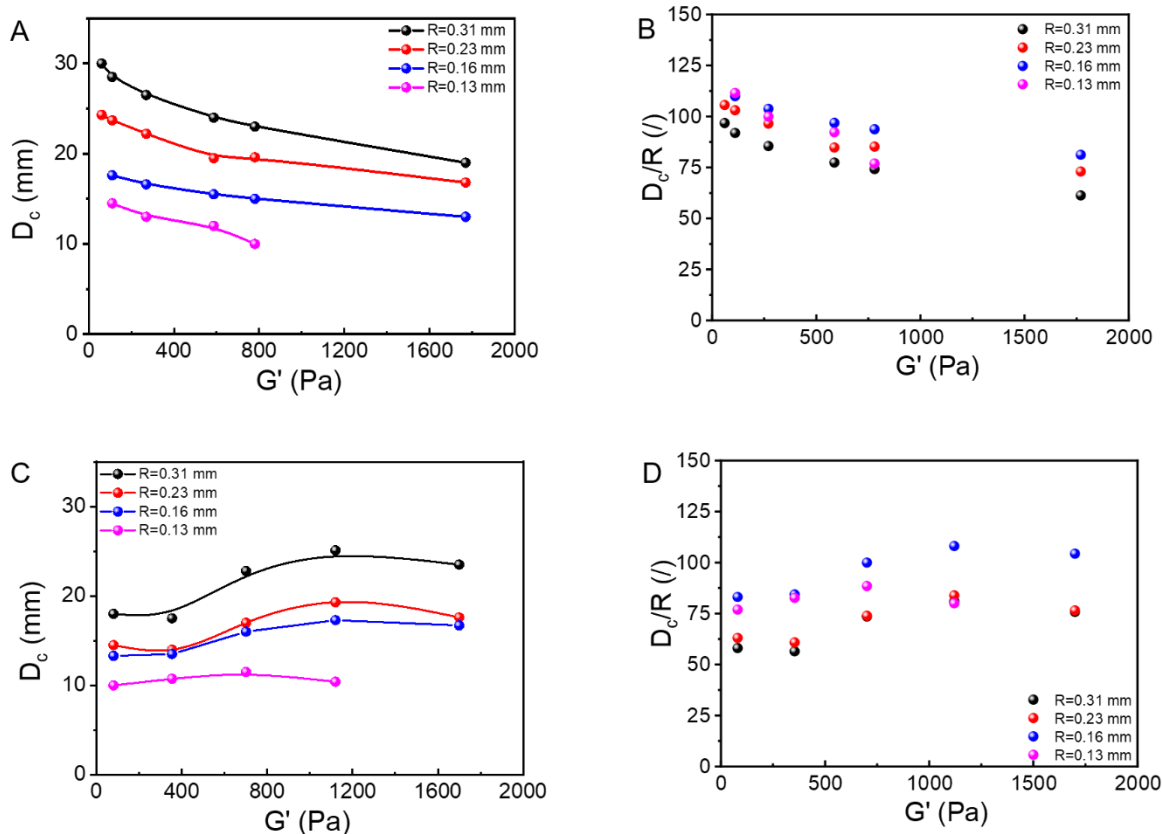 A
R=0.31 mm
R=0.23 mm
R=0.16 mm
R=0.13 mm
30
20
10
0
D_c (mm)
0 400 800 1200 1600 2000
G' (Pa)
B
R=0.31 mm
R=0.23 mm
R=0.16 mm
R=0.13 mm
150
125
100
75
50
25
0
D_c/R (/)
0 500 1000 1500 2000
G' (Pa)
C
R=0.31 mm
R=0.23 mm
R=0.16 mm
R=0.13 mm
30
20
10
0
D_c (mm)
0 400 800 1200 1600 2000
G' (Pa)
D
150
125
100
75
50
25
0
D_c/R (/)
R=0.31 mm
R=0.23 mm
R=0.16 mm
R=0.13 mm
0 500 1000 1500 2000
G' (Pa)